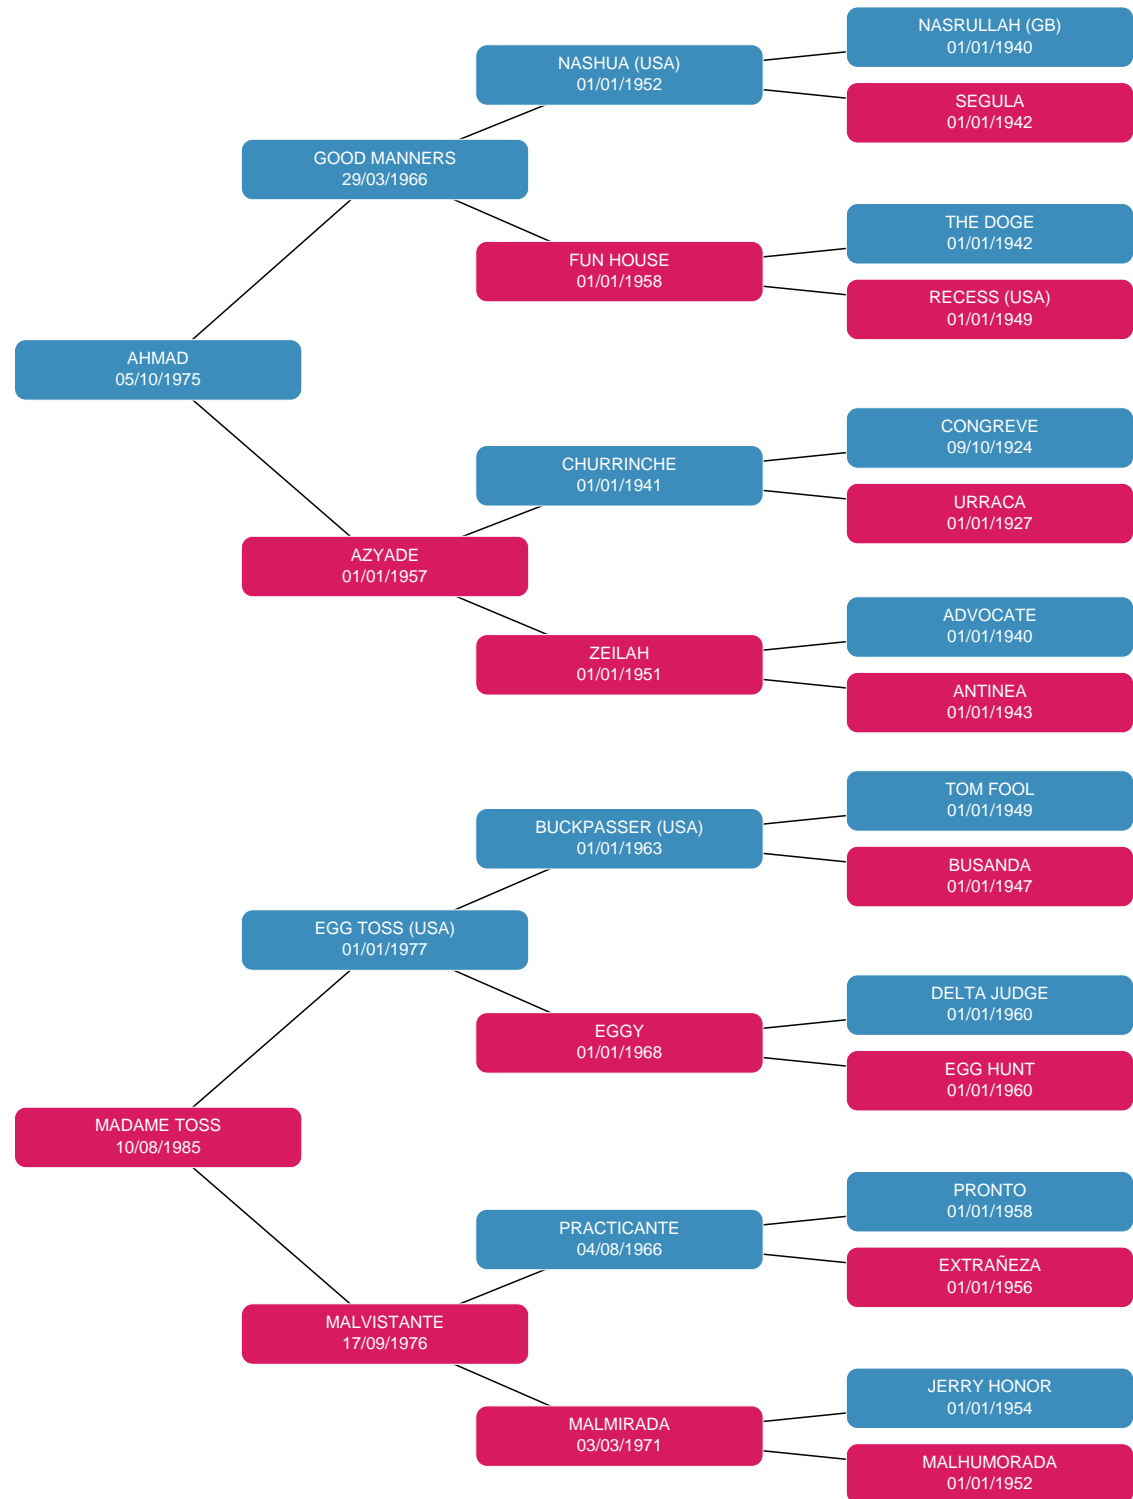 NASRULLAH (GB)
01/01/1940
NASHUA (USA)
01/01/1952
SEGULA
01/01/1942
GOOD MANNERS
29/03/1966
THE DOGE
01/01/1942
FUN HOUSE
01/01/1958
RECESS (USA)
01/01/1949
AHMAD
05/10/1975
CONGREVE
09/10/1924
CHURRINCHE
01/01/1941
URRACA
01/01/1927
AZYADE
01/01/1957
ADVOCATE
01/01/1940
ZEILAH
01/01/1951
ANTINEA
01/01/1943
TOM FOOL
01/01/1949
BUCKPASSER (USA)
01/01/1963
BUSANDA
01/01/1947
EGG TOSS (USA)
01/01/1977
DELTA JUDGE
01/01/1960
EGGY
01/01/1968
EGG HUNT
01/01/1960
MADAME TOSS
10/08/1985
PRONTO
01/01/1958
PRACTICANTE
04/08/1966
EXTRAÑEZA
01/01/1956
MALVISTANTE
17/09/1976
JERRY HONOR
01/01/1954
MALMIRADA
03/03/1971
MALHUMORADA
01/01/1952